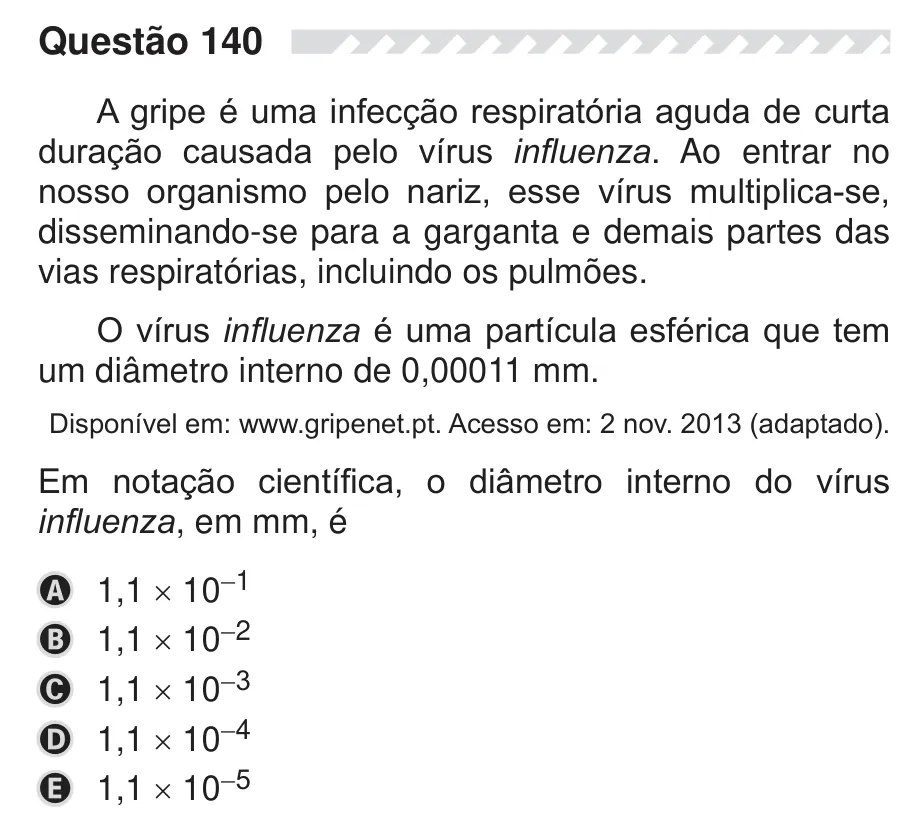 Questão 140
A gripe é uma infecção respiratória aguda de curta
duração causada pelo vírus influenza. Ao entrar no
nosso organismo pelo nariz, esse vírus multiplica-se,
disseminando-se para a garganta e demais partes das
vias respiratórias, incluindo os pulmões.
O vírus influenza é uma partícula esférica que tem
um diâmetro interno de 0,00011 mm.
Disponível em: www.gripenet.pt. Acesso em: 2 nov. 2013 (adaptado).
Em notação científica, o diâmetro interno do vírus
influenza, em mm, é
A 1,1 × 10⁻¹
B 1,1 × 10⁻²
C 1,1 × 10⁻³
D 1,1 × 10⁻⁴
E 1,1 × 10⁻⁵